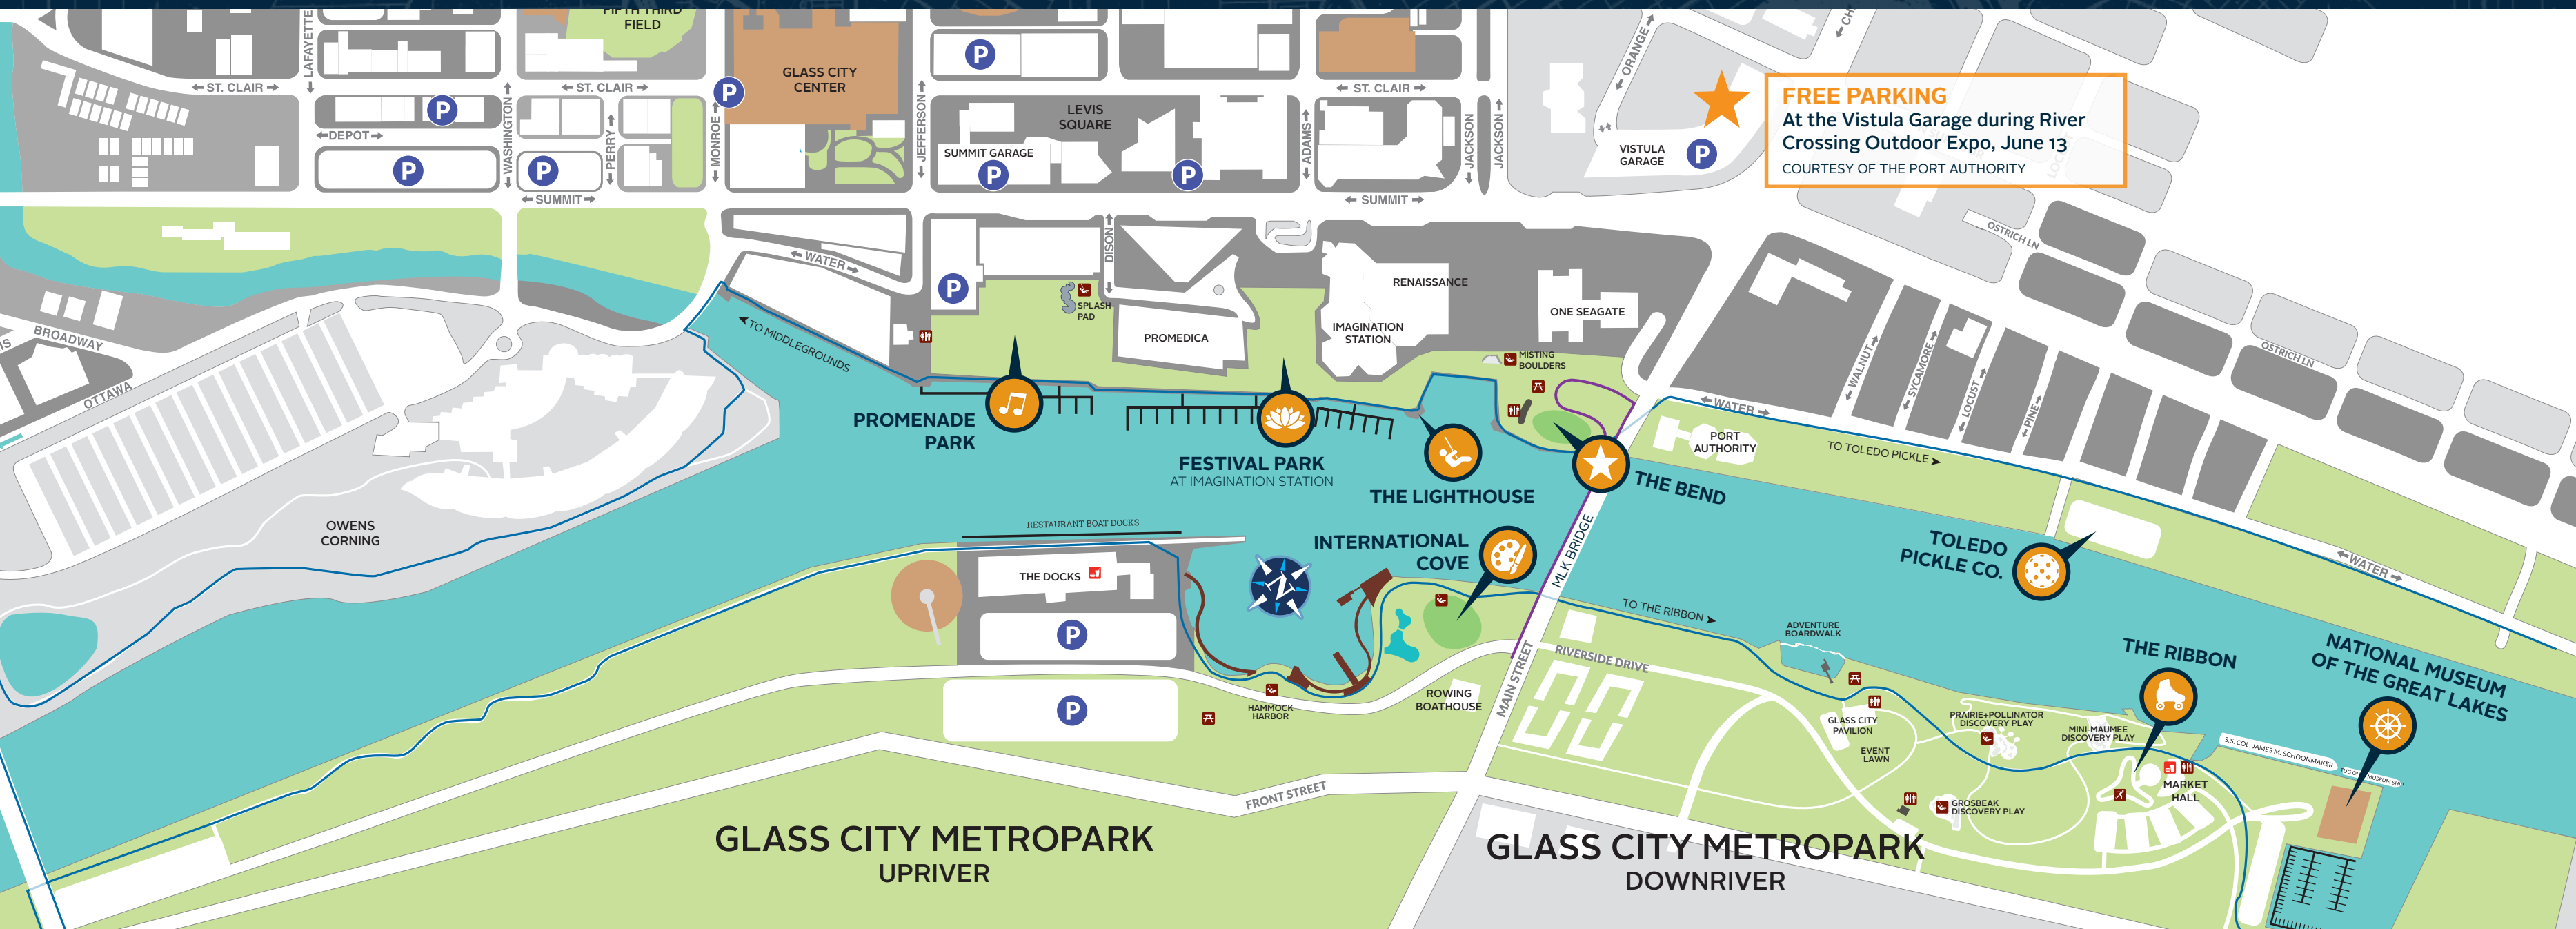 FIFTH THIRD
FIELD
LAFAYETTE
ST. CLAIR
ST. CLAIR
GLASS CITY
CENTER
P
P
P
DEPOT
WASHINGTON
PERRY
MONROE
JEFFERSON
LEVIS
SQUARE
SUMMIT GARAGE
P
P
P
P
ADAMS
ST. CLAIR
JACKSON
JACKSON
ORANGE
CH
VISTULA
GARAGE
P
FREE PARKING
At the Vistula Garage during River
Crossing Outdoor Expo, June 13
COURTESY OF THE PORT AUTHORITY
SUMMIT
SUMMIT
OSTRICH LN
OSTRICH LN
WATER
DISON
P
SPLASH
PAD
PROMEDICA
RENAISSANCE
IMAGINATION
STATION
ONE SEAGATE
MISTING
BOULDERS
TO MIDDLEGROUNDS
BROADWAY
IS
OTTAWA
WALNUT
SYCAMORE
LOCUST
PINE
WATER
PORT
AUTHORITY
TO TOLEDO PICKLE
PROMENADE
PARK
FESTIVAL PARK
AT IMAGINATION STATION
THE LIGHTHOUSE
THE BEND
OWENS
CORNING
RESTAURANT BOAT DOCKS
INTERNATIONAL
COVE
MLK BRIDGE
TOLEDO
PICKLE CO.
WATER
THE DOCKS
N
P
P
TO THE RIBBON
ADVENTURE
BOARDWALK
RIVERSIDE DRIVE
MAIN STREET
HAMMOCK
HARBOR
ROWING
BOATHOUSE
THE RIBBON
NATIONAL MUSEUM
OF THE GREAT LAKES
GLASS CITY
PAVILION
EVENT
LAWN
PRAIRIE+POLLINATOR
DISCOVERY PLAY
MINI-MAUMEE
DISCOVERY PLAY
S.S. COL. JAMES M. SCHOONMAKER
MARKET
HALL
GROSBEAK
DISCOVERY PLAY
FRONT STREET
GLASS CITY METROPARK
UPRIVER
GLASS CITY METROPARK
DOWNRIVER